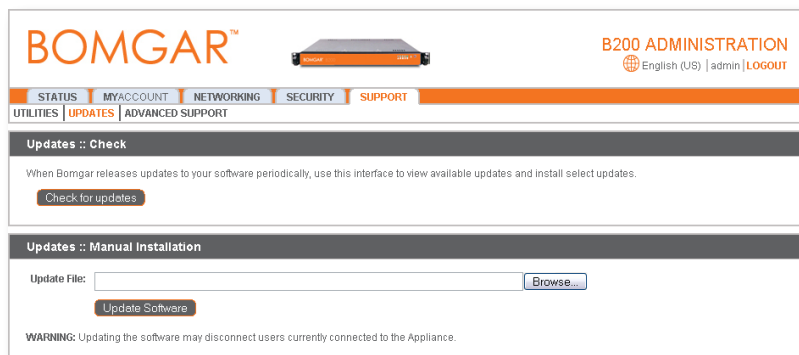 BOMGAR™
BOMGAR
B200 ADMINISTRATION
English (US) | admin | LOGOUT
STATUS MYACCOUNT NETWORKING SECURITY SUPPORT
UTILITIES | UPDATES | ADVANCED SUPPORT
Updates :: Check
When Bomgar releases updates to your software periodically, use this interface to view available updates and install select updates.
Check for updates
Updates :: Manual Installation
Update File: Browse...
Update Software
WARNING: Updating the software may disconnect users currently connected to the Appliance.